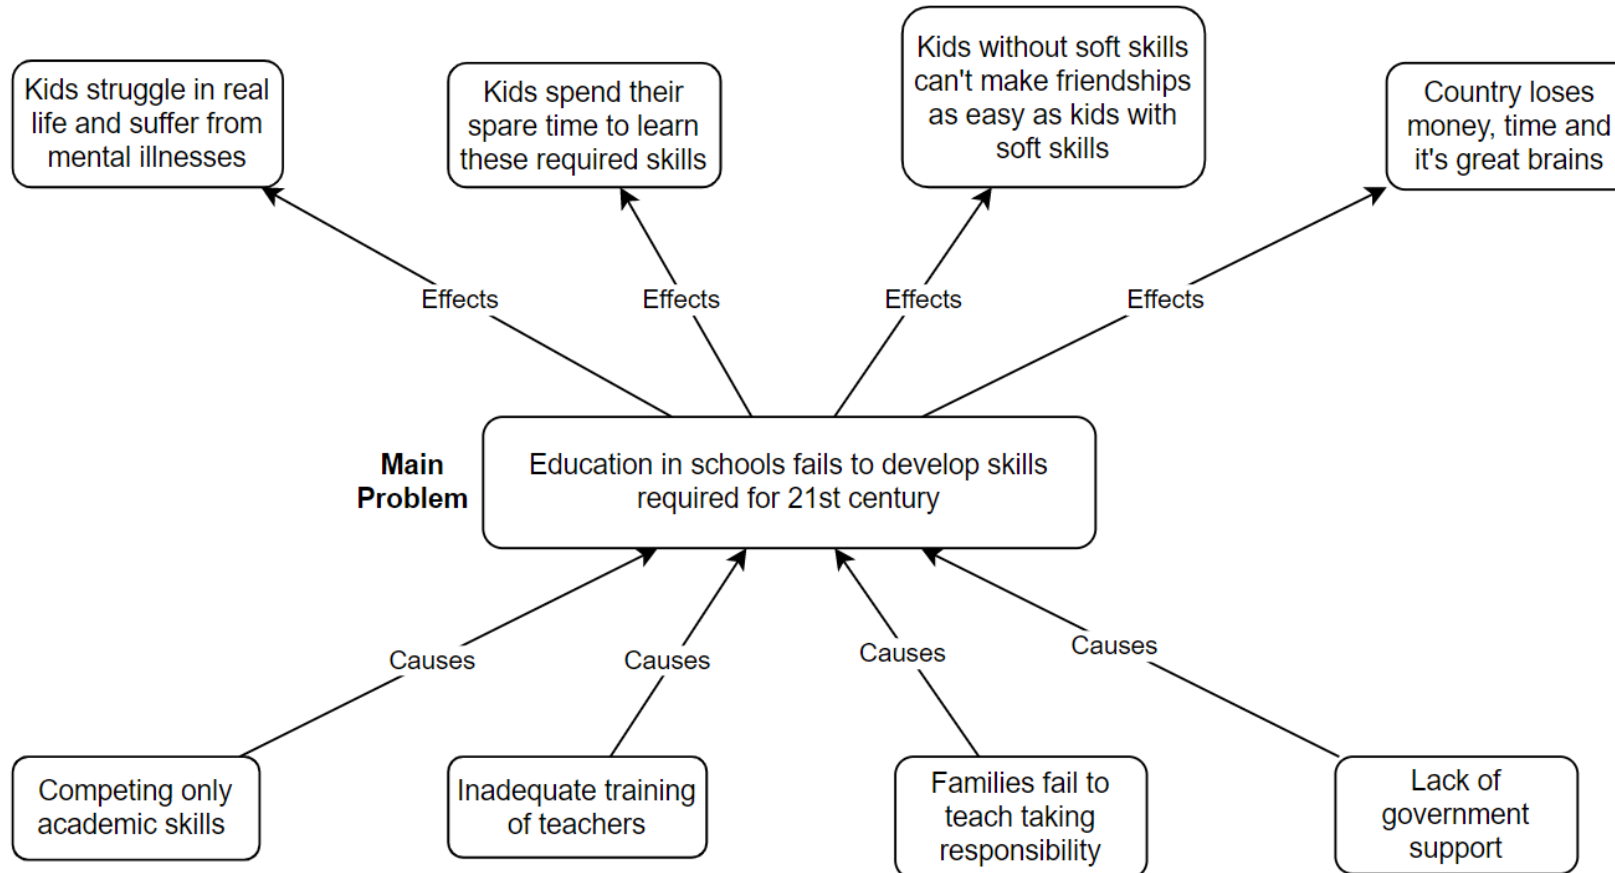 Kids struggle in real
life and suffer from
mental illnesses
Kids spend their
spare time to learn
these required skills
Kids without soft skills
can't make friendships
as easy as kids with
soft skills
Country loses
money, time and
it's great brains
Effects
Effects
Effects
Effects
Main
Problem
Education in schools fails to develop skills
required for 21st century
Causes
Causes
Causes
Causes
Competing only
academic skills
Inadequate training
of teachers
Families fail to
teach taking
responsibility
Lack of
government
support